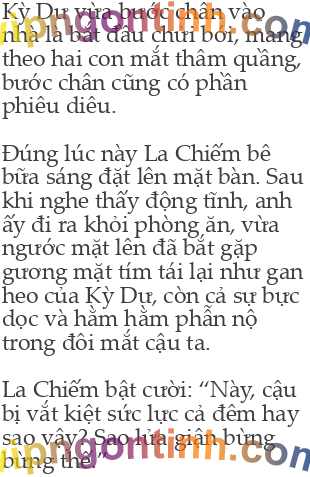 Kỳ Dư vừa bước chân vào
nhà là bắt đầu chửi bới, mang
theo hai con mắt thâm quầng,
bước chân cũng có phần
phiêu diêu.
Đúng lúc này La Chiếm bê
bữa sáng đặt lên mặt bàn. Sau
khi nghe thấy động tĩnh, anh
ấy đi ra khỏi phòng ăn, vừa
ngước mặt lên đã bắt gặp
gương mặt tím tái lại như gan
heo của Kỳ Dư, còn cả sự bực
dọc và hằm hằm phẫn nộ
trong đôi mắt cậu ta.
La Chiếm bật cười: “Này, cậu
bị vắt kiệt sức lực cả đêm hay
sao vậy? Sao lửa giận bừng
bừng thế”
vipngontinh.com
vipngontinh.com